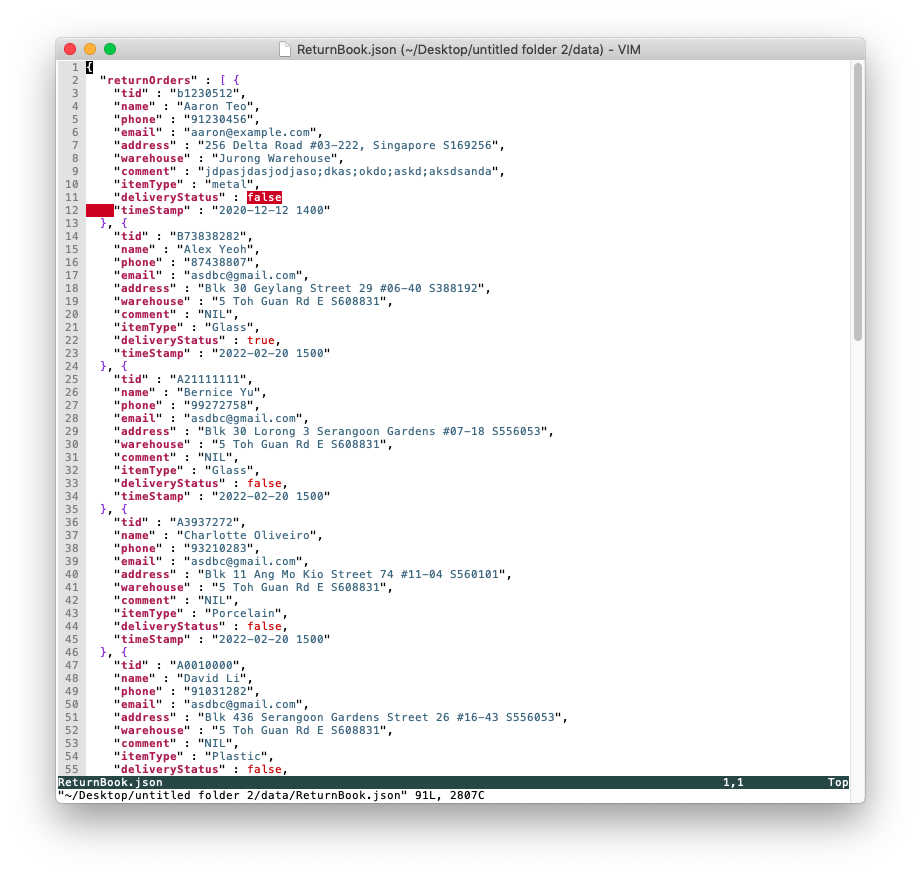 ReturnBook.json (~/Desktop/untitled folder 2/data) - VIM
1 {
2 "returnOrders" : [ {
3 "tid" : "b1230512",
4 "name" : "Aaron Teo",
5 "phone" : "91230456",
6 "email" : "aaron@example.com",
7 "address" : "256 Delta Road #03-222, Singapore S169256",
8 "warehouse" : "Jurong Warehouse",
9 "comment" : "jdpasjdasjodjaso;dkas;okdo;askd;aksdsanda",
10 "itemType" : "metal",
11 "deliveryStatus" : false
12 "timeStamp" : "2020-12-12 1400"
13 }, {
14 "tid" : "B73838282",
15 "name" : "Alex Yeoh",
16 "phone" : "87438807",
17 "email" : "asdbc@gmail.com",
18 "address" : "Blk 30 Geylang Street 29 #06-40 S388192",
19 "warehouse" : "5 Toh Guan Rd E S608831",
20 "comment" : "NIL",
21 "itemType" : "Glass",
22 "deliveryStatus" : true,
23 "timeStamp" : "2022-02-20 1500"
24 }, {
25 "tid" : "A21111111",
26 "name" : "Bernice Yu",
27 "phone" : "99272758",
28 "email" : "asdbc@gmail.com",
29 "address" : "Blk 30 Lorong 3 Serangoon Gardens #07-18 S556053",
30 "warehouse" : "5 Toh Guan Rd E S608831",
31 "comment" : "NIL",
32 "itemType" : "Glass",
33 "deliveryStatus" : false,
34 "timeStamp" : "2022-02-20 1500"
35 }, {
36 "tid" : "A3937272",
37 "name" : "Charlotte Oliveiro",
38 "phone" : "93210283",
39 "email" : "asdbc@gmail.com",
40 "address" : "Blk 11 Ang Mo Kio Street 74 #11-04 S560101",
41 "warehouse" : "5 Toh Guan Rd E S608831",
42 "comment" : "NIL",
43 "itemType" : "Porcelain",
44 "deliveryStatus" : false,
45 "timeStamp" : "2022-02-20 1500"
46 }, {
47 "tid" : "A0010000",
48 "name" : "David Li",
49 "phone" : "91031282",
50 "email" : "asdbc@gmail.com",
51 "address" : "Blk 436 Serangoon Gardens Street 26 #16-43 S556053",
52 "warehouse" : "5 Toh Guan Rd E S608831",
53 "comment" : "NIL",
54 "itemType" : "Plastic",
55 "deliveryStatus" : false,
ReturnBook.json 1,1 Top
"~/Desktop/untitled folder 2/data/ReturnBook.json" 91L, 2807C